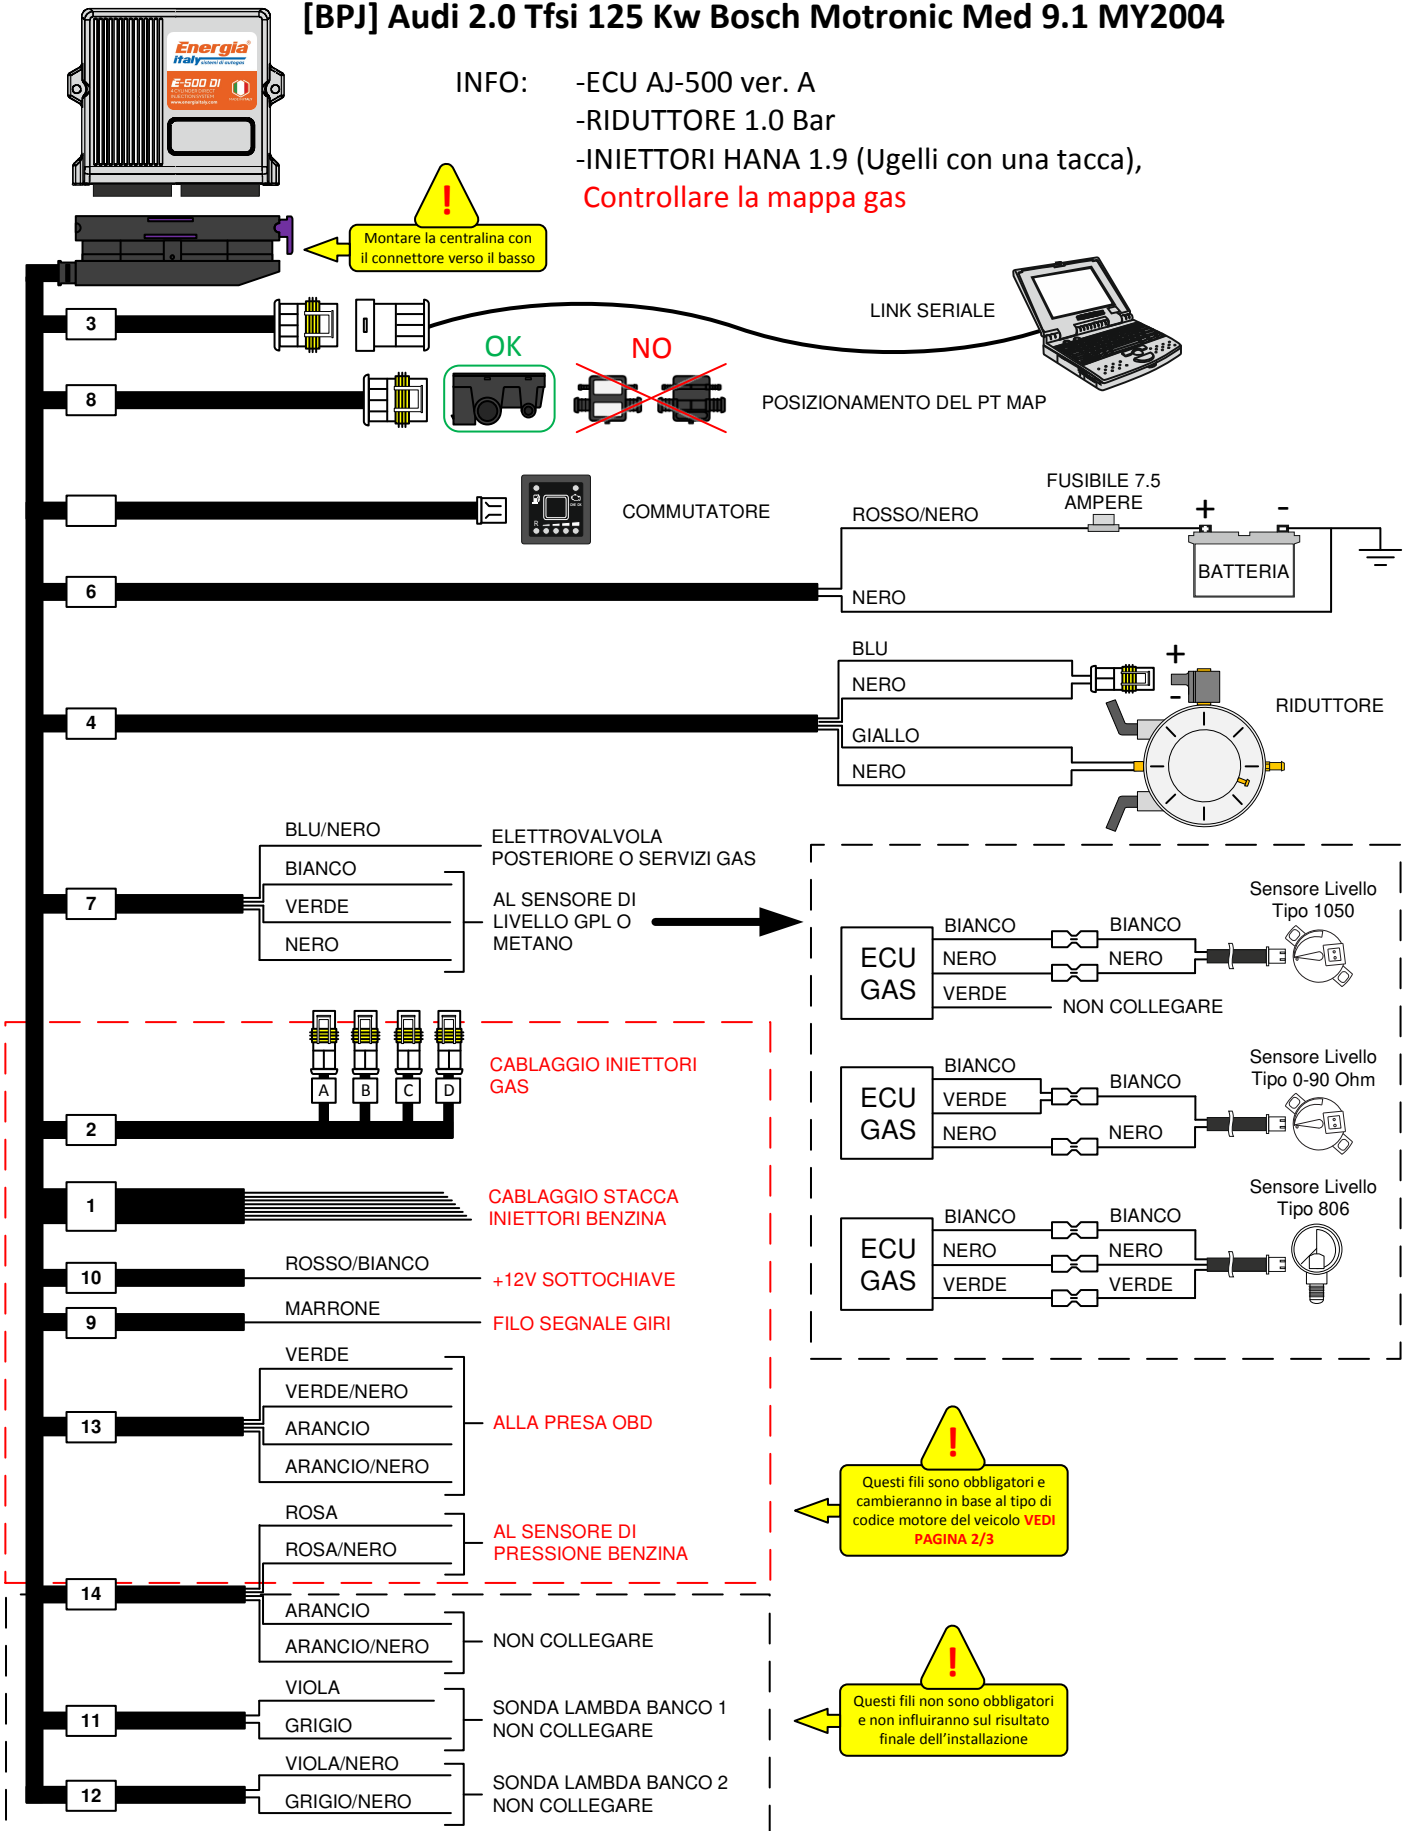 [BPJ] Audi 2.0 Tfsi 125 Kw Bosch Motronic Med 9.1 MY2004
Energia
italy sistemi di autogas
E-500 DI
4 CYLINDER DIRECT
INJECTION SYSTEM
www.energiaitaly.com
INFO:
-ECU AJ-500 ver. A
-RIDUTTORE 1.0 Bar
-INIETTORI HANA 1.9 (Ugelli con una tacca),
Controllare la mappa gas
!
Montare la centralina con
il connettore verso il basso
3
LINK SERIALE
OK
NO
8
POSIZIONAMENTO DEL PT MAP
COMMUTATORE
FUSIBILE 7.5
AMPERE
ROSSO/NERO
+
-
BATTERIA
6
NERO
BLU
+
NERO
-
RIDUTTORE
4
GIALLO
NERO
BLU/NERO
ELETTROVALVOLA
POSTERIORE O SERVIZI GAS
BIANCO
7
VERDE
AL SENSORE DI
LIVELLO GPL O
METANO
NERO
Sensore Livello
Tipo 1050
ECU
GAS
BIANCO
BIANCO
NERO
NERO
VERDE
NON COLLEGARE
Sensore Livello
Tipo 0-90 Ohm
ECU
GAS
BIANCO
BIANCO
VERDE
NERO
NERO
Sensore Livello
Tipo 806
ECU
GAS
BIANCO
BIANCO
NERO
NERO
VERDE
VERDE
A
B
C
D
CABLAGGIO INIETTORI
GAS
2
1
CABLAGGIO STACCA
INIETTORI BENZINA
10
ROSSO/BIANCO
+12V SOTTOCHIAVE
9
MARRONE
FILO SEGNALE GIRI
VERDE
VERDE/NERO
13
ARANCIO
ALLA PRESA OBD
ARANCIO/NERO
!
Questi fili sono obbligatori e
cambieranno in base al tipo di
codice motore del veicolo VEDI
PAGINA 2/3
ROSA
ROSA/NERO
AL SENSORE DI
PRESSIONE BENZINA
14
ARANCIO
ARANCIO/NERO
NON COLLEGARE
!
Questi fili non sono obbligatori
e non influiranno sul risultato
finale dell'installazione
VIOLA
11
GRIGIO
SONDA LAMBDA BANCO 1
NON COLLEGARE
VIOLA/NERO
12
GRIGIO/NERO
SONDA LAMBDA BANCO 2
NON COLLEGARE